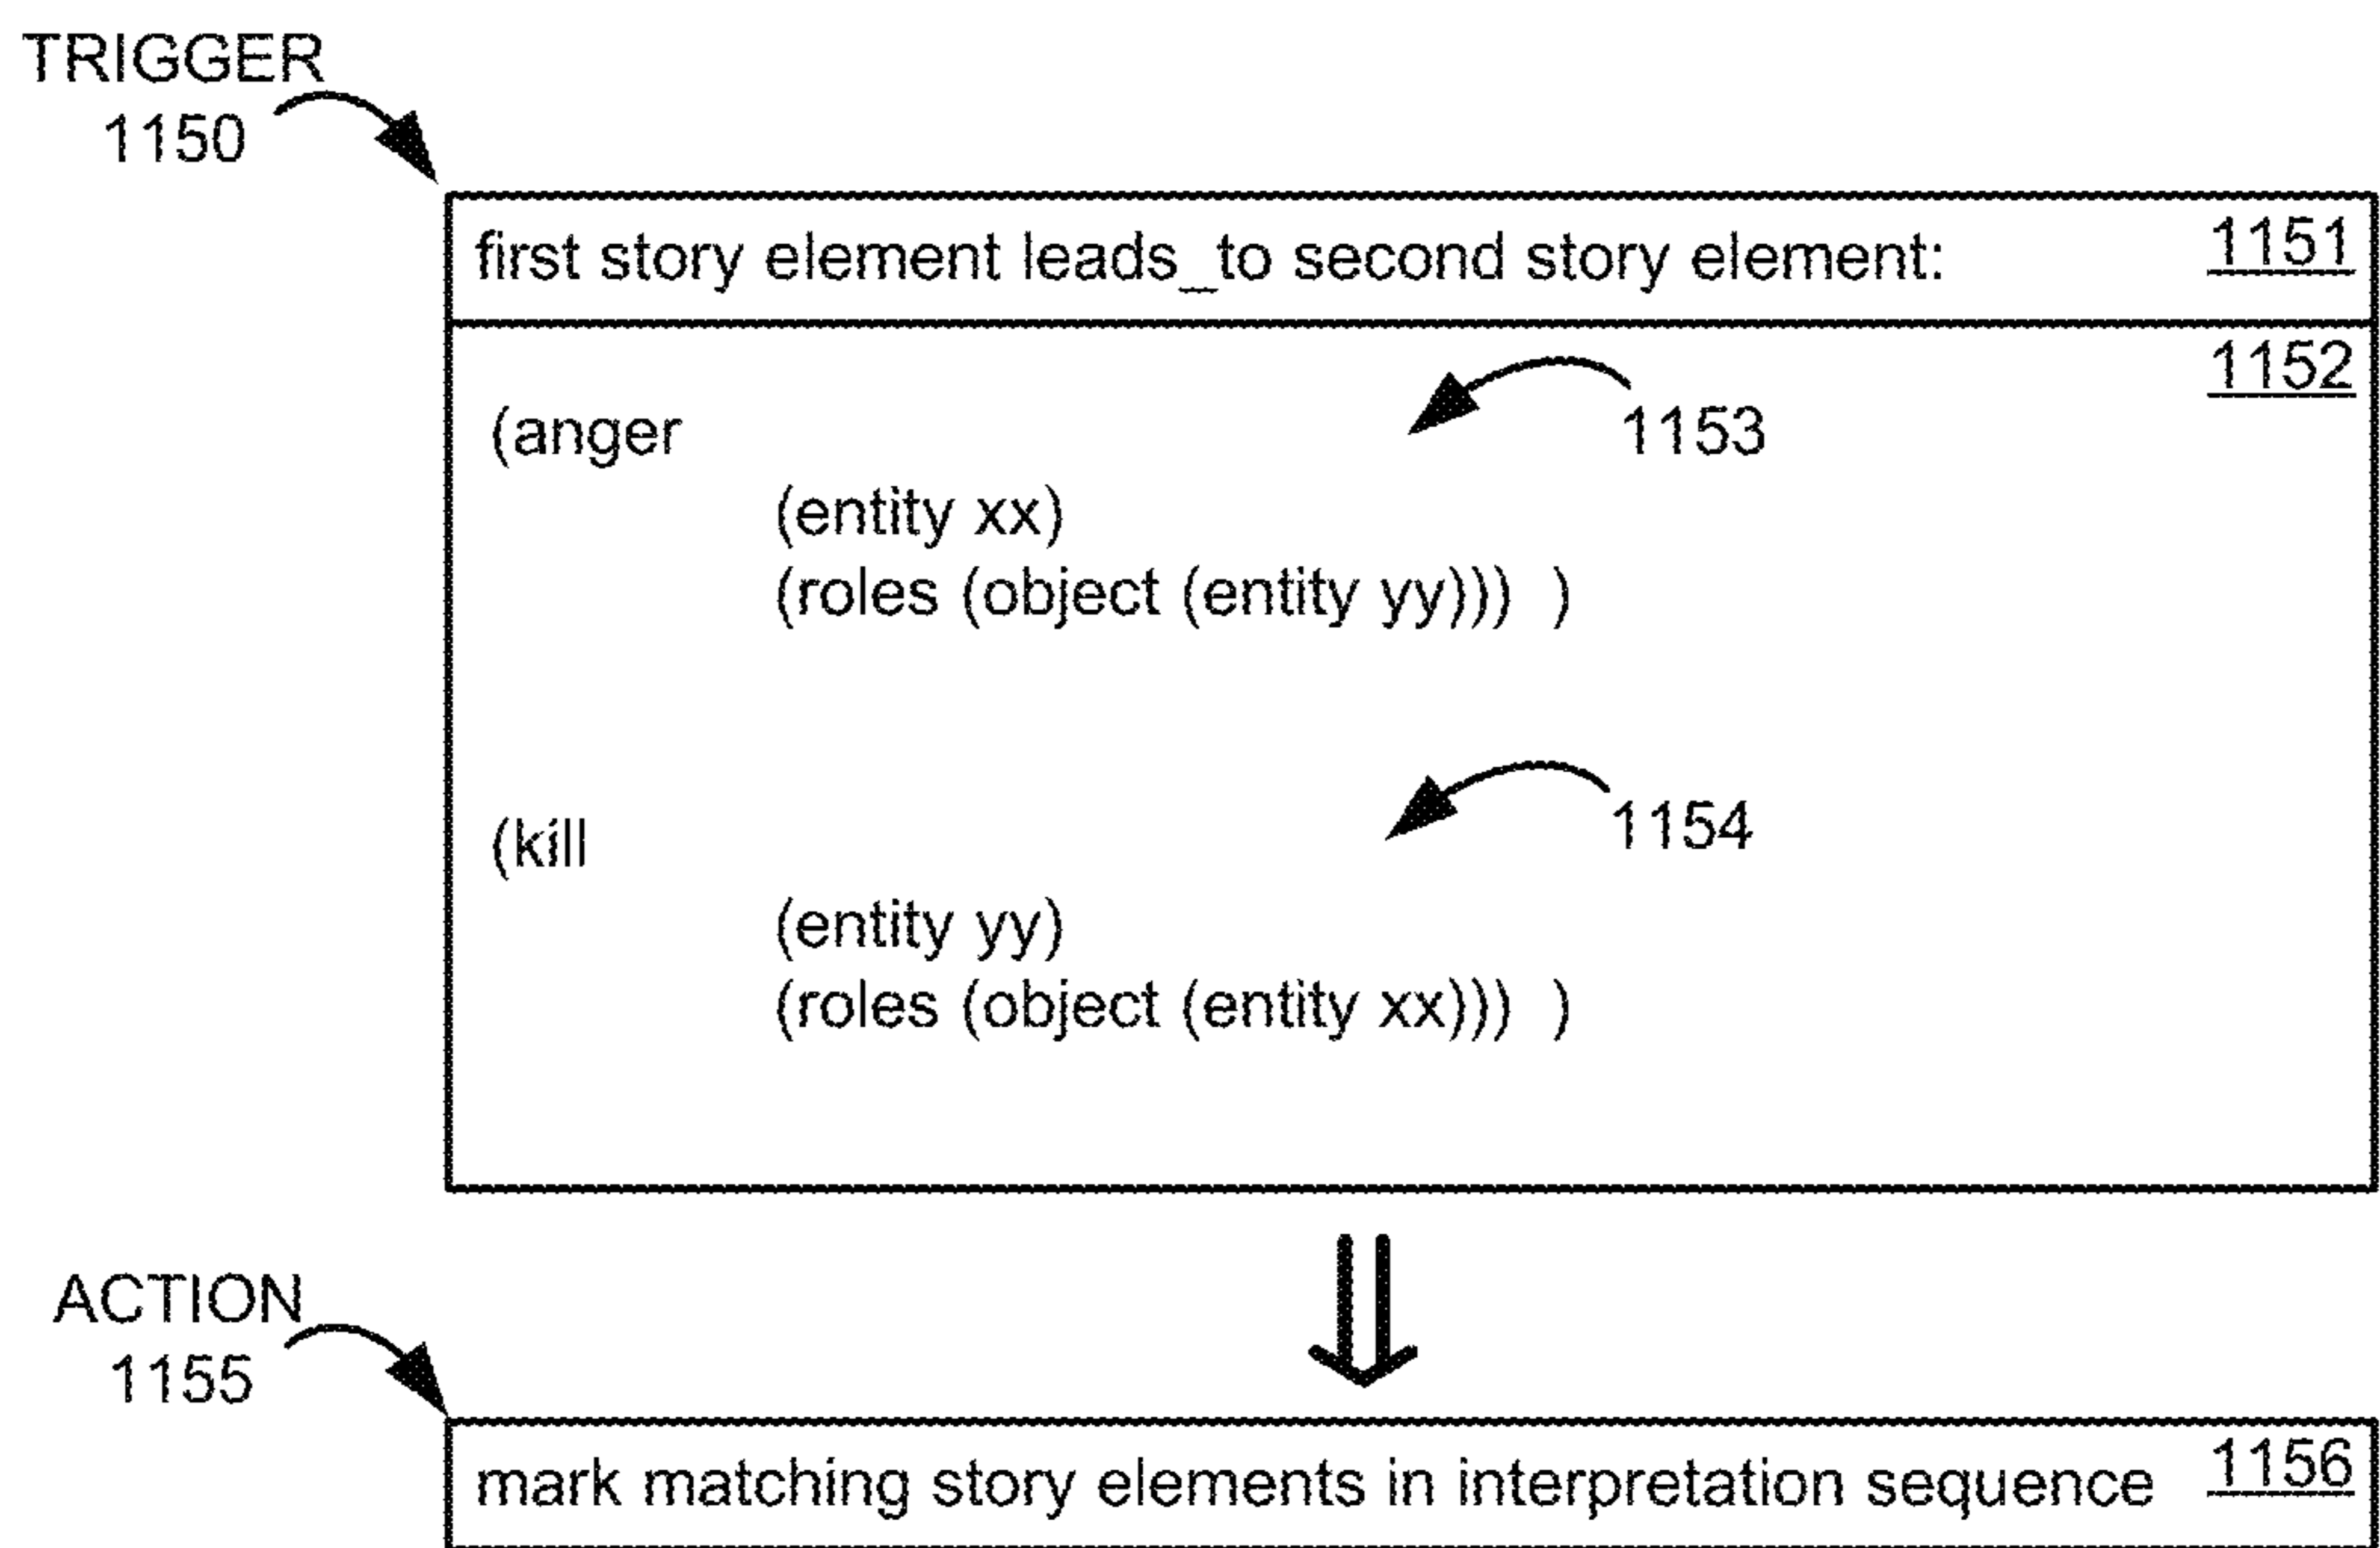 TRIGGER
1150
first story element leads_to second story element: 1151
1152
(anger 1153
(entity xx)
(roles (object (entity yy))) )
(kill 1154
(entity yy)
(roles (object (entity xx))) )
ACTION
1155
mark matching story elements in interpretation sequence 1156